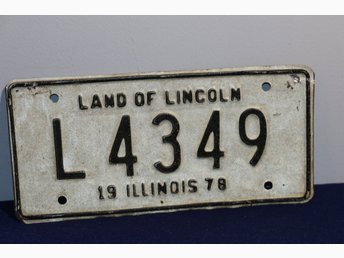 LAND OF LINCOLN
L 4349
19 ILLINOIS 78